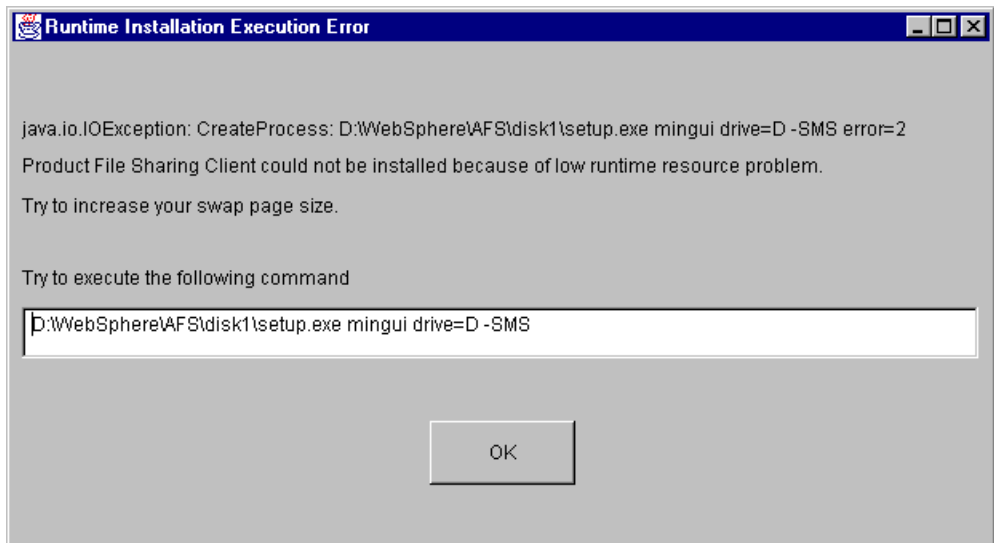 Runtime Installation Execution Error
java.io.IOException: CreateProcess: D:\WebSphere\AFS\disk1\setup.exe mingui drive=D -SMS error=2
Product File Sharing Client could not be installed because of low runtime resource problem.
Try to increase your swap page size.
Try to execute the following command
D:\WebSphere\AFS\disk1\setup.exe mingui drive=D -SMS
OK